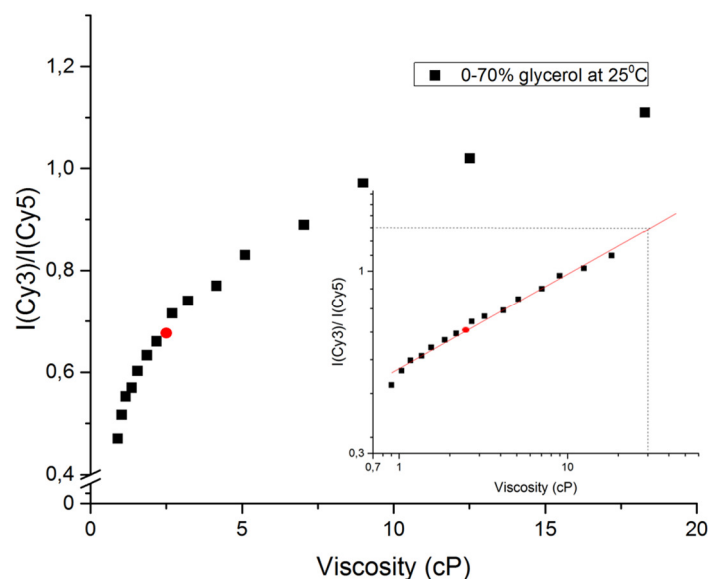 0-70% glycerol at 25⁰C
I(Cy3)/I(Cy5)
1,2
1,0
0,8
0,6
0,4
0
0 5 10 15 20
Viscosity (cP)
I(Cy3)/ I(Cy5)
1
0,3
0,7 1 10
Viscosity (cP)